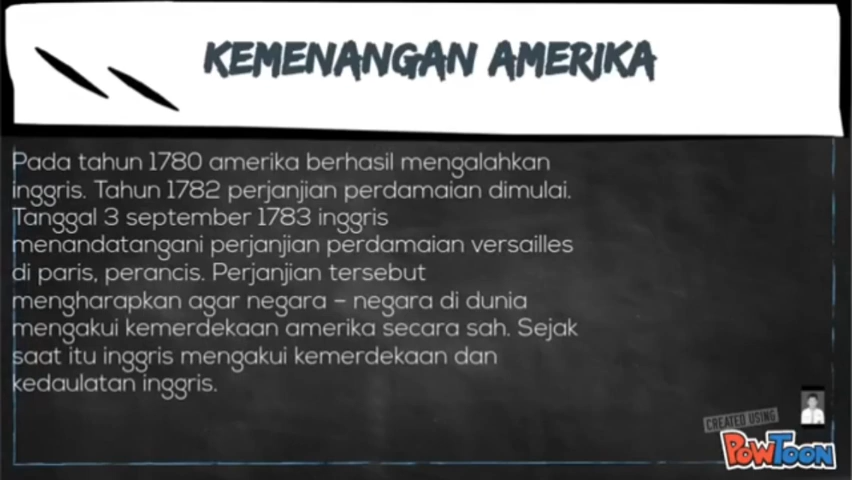 KEMENANGAN AMERIKA
Pada tahun 1780 amerika berhasil mengalahkan
inggris. Tahun 1782 perjanjian perdamaian dimulai.
Tanggal 3 september 1783 inggris
menandatangani perjanjian perdamaian versailles
di paris, perancis. Perjanjian tersebut
mengharapkan agar negara – negara di dunia
mengakui kemerdekaan amerika secara sah. Sejak
saat itu inggris mengakui kemerdekaan dan
kedaulatan inggris.
CREATED USING
POWTOON